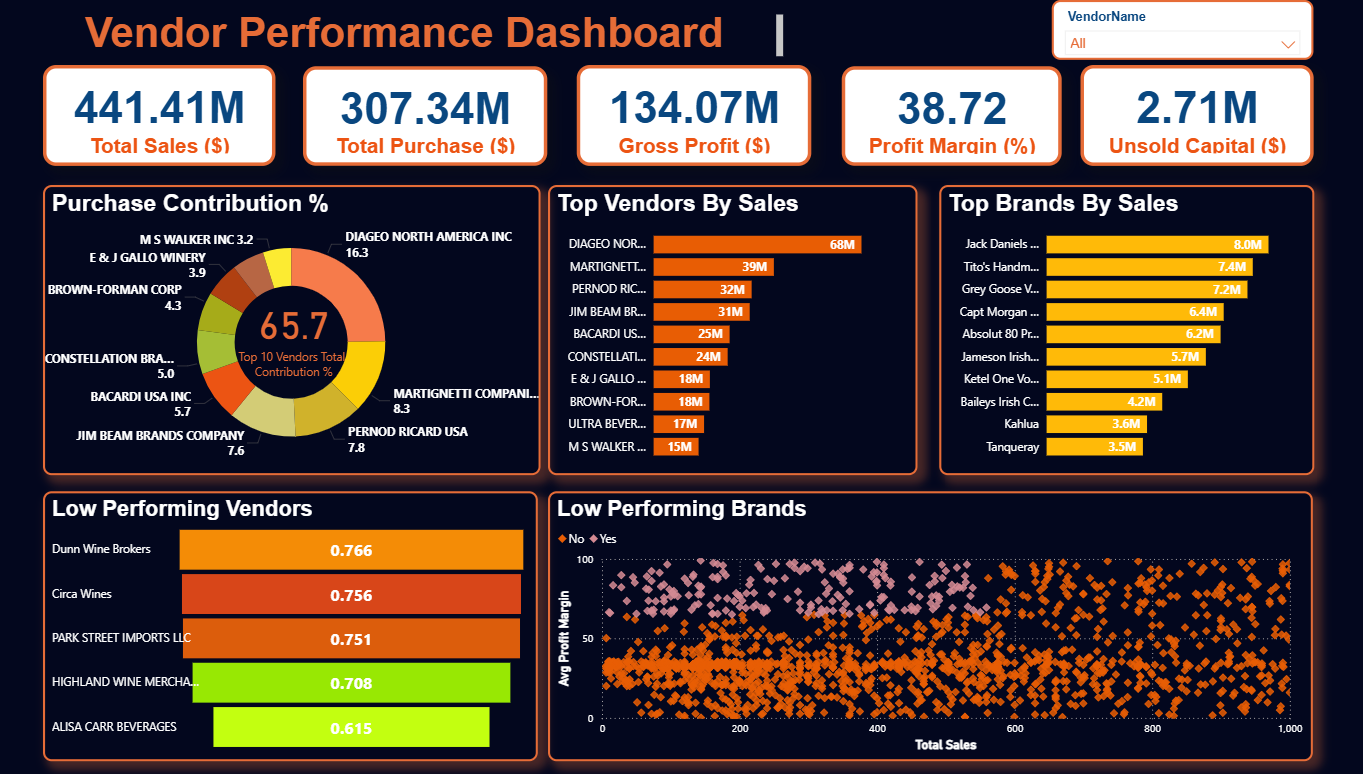 Vendor Performance Dashboard
VendorName
All
441.41M
Total Sales ($)
307.34M
Total Purchase ($)
134.07M
Gross Profit ($)
38.72
Profit Margin (%)
2.71M
Unsold Capital ($)
Purchase Contribution %
M S WALKER INC 3.2
E & J GALLO WINERY
3.9
BROWN-FORMAN CORP
4.3
CONSTELLATION BRA...
5.0
BACARDI USA INC
5.7
JIM BEAM BRANDS COMPANY
7.6
DIAGEO NORTH AMERICA INC
16.3
MARTIGNETTI COMPANI...
8.3
PERNOD RICARD USA
7.8
65.7
Top 10 Vendors Total
Contribution %
Top Vendors By Sales
DIAGEO NOR... 68M
MARTIGNETT... 39M
PERNOD RIC... 32M
JIM BEAM BR... 31M
BACARDI US... 25M
CONSTELLATI... 24M
E & J GALLO ... 18M
BROWN-FOR... 18M
ULTRA BEVER... 17M
M S WALKER ... 15M
Top Brands By Sales
Jack Daniels ... 8.0M
Tito's Handm... 7.4M
Grey Goose V... 7.2M
Capt Morgan ... 6.4M
Absolut 80 Pr... 6.2M
Jameson Irish... 5.7M
Ketel One Vo... 5.1M
Baileys Irish C... 4.2M
Kahlua 3.6M
Tanqueray 3.5M
Low Performing Vendors
Dunn Wine Brokers 0.766
Circa Wines 0.756
PARK STREET IMPORTS LLC 0.751
HIGHLAND WINE MERCHA... 0.708
ALISA CARR BEVERAGES 0.615
Low Performing Brands
No Yes
Avg Profit Margin
100
50
0
0 200 400 600 800 1,000
Total Sales